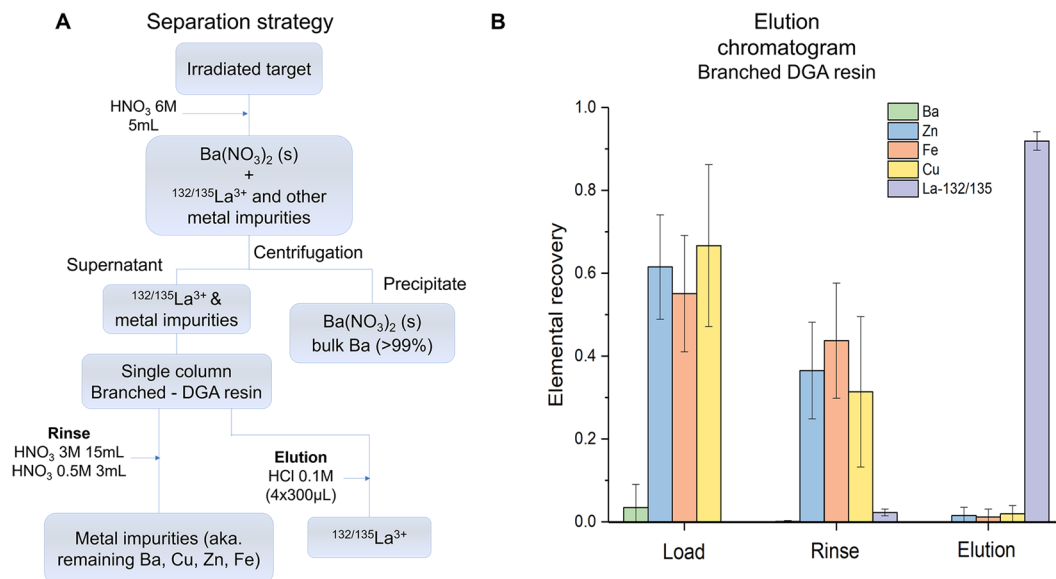 A
Separation strategy
Irradiated target
HNO₃ 6M
5mL
Ba(NO₃)₂ (s)
+
¹³²/¹³⁵La³⁺ and other
metal impurities
Centrifugation
Supernatant
Precipitate
¹³²/¹³⁵La³⁺ &
metal impurities
Ba(NO₃)₂ (s)
bulk Ba (>99%)
Single column
Branched - DGA resin
Rinse
HNO₃ 3M 15mL
HNO₃ 0.5M 3mL
Elution
HCl 0.1M
(4x300µL)
Metal impurities (aka.
remaining Ba, Cu, Zn, Fe)
¹³²/¹³⁵La³⁺
B
Elution
chromatogram
Branched DGA resin
Elemental recovery
1.0
0.8
0.6
0.4
0.2
0.0
Ba
Zn
Fe
Cu
La-132/135
Load
Rinse
Elution